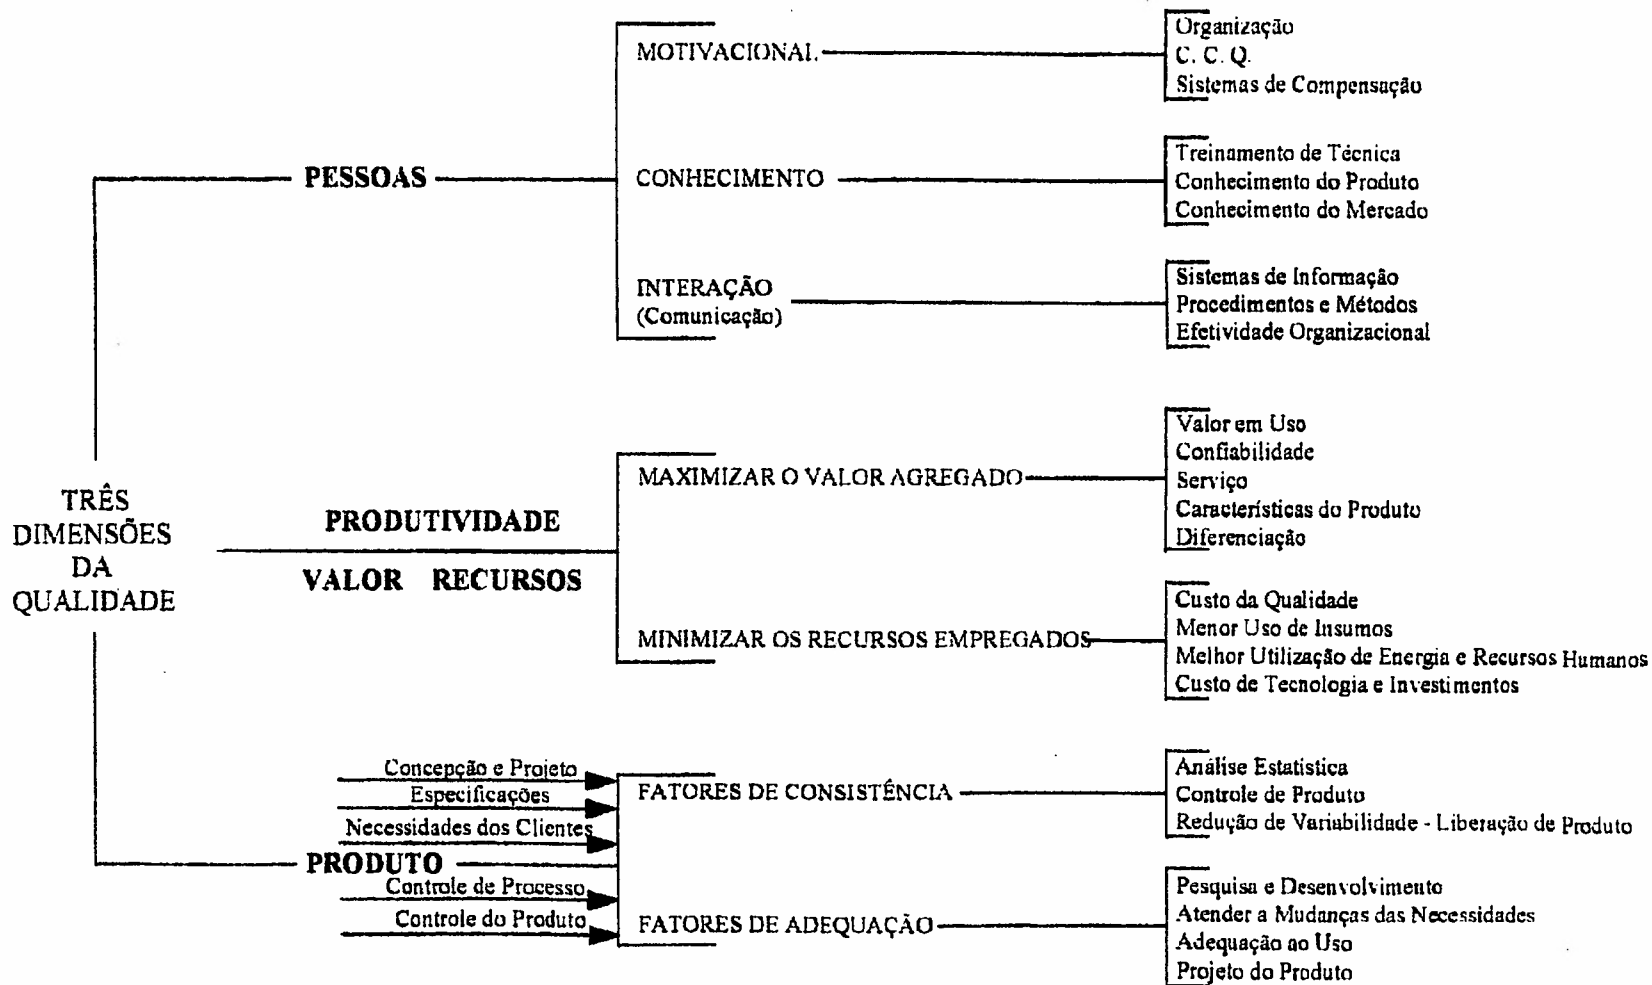 TRÊS
DIMENSÕES
DA
QUALIDADE
PESSOAS
MOTIVACIONAL
Organização
C. C. Q.
Sistemas de Compensação
CONHECIMENTO
Treinamento de Técnica
Conhecimento do Produto
Conhecimento do Mercado
INTERAÇÃO
(Comunicação)
Sistemas de Informação
Procedimentos e Métodos
Efetividade Organizacional
PRODUTIVIDADE
VALOR RECURSOS
MAXIMIZAR O VALOR AGREGADO
Valor em Uso
Confiabilidade
Serviço
Características do Produto
Diferenciação
MINIMIZAR OS RECURSOS EMPREGADOS
Custo da Qualidade
Menor Uso de Insumos
Melhor Utilização de Energia e Recursos Humanos
Custo de Tecnologia e Investimentos
Concepção e Projeto
Especificações
Necessidades dos Clientes
PRODUTO
Controle de Processo
Controle do Produto
FATORES DE CONSISTÊNCIA
Análise Estatística
Controle de Produto
Redução de Variabilidade - Liberação de Produto
FATORES DE ADEQUAÇÃO
Pesquisa e Desenvolvimento
Atender a Mudanças das Necessidades
Adequação ao Uso
Projeto do Produto